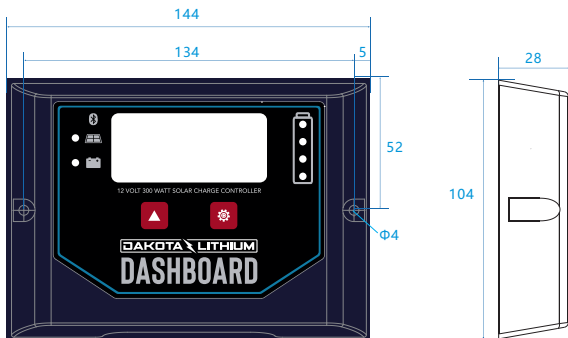 144
134
5
28
52
104
12 VOLT 300 WATT SOLAR CHARGE CONTROLLER
Φ4
DAKOTA LITHIUM
DASHBOARD